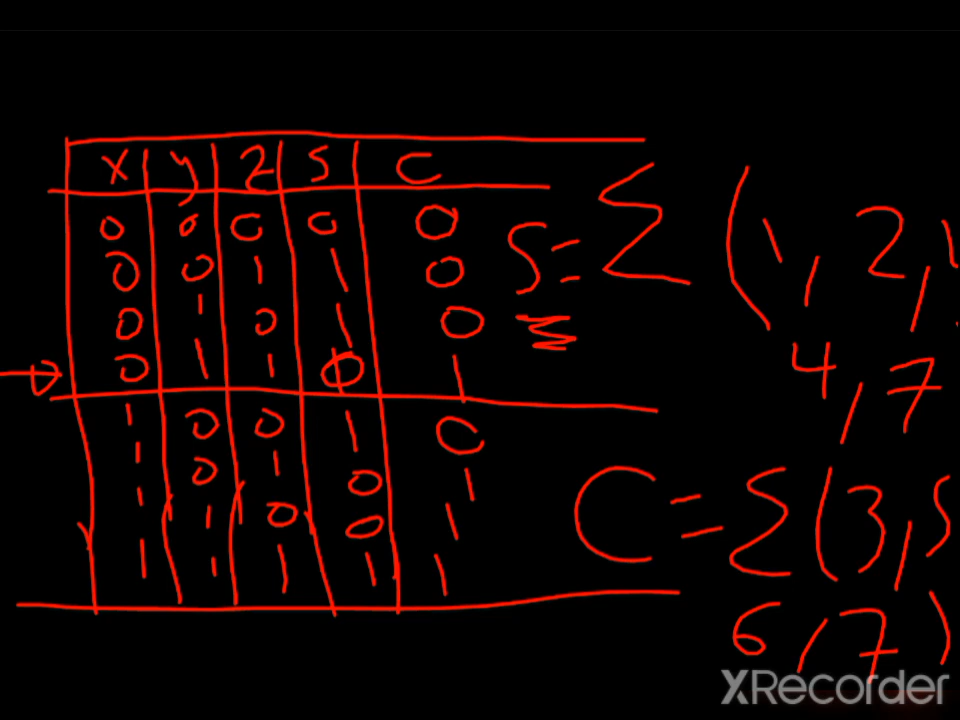 x y z S C
0 0 0 0 0
0 0 1 1 0
0 1 0 1 0
0 1 1 0 1
1 0 0 1 0
1 0 1 0 1
1 1 0 0 1
1 1 1 1 1
S = Σ (1, 2,
4, 7
C = Σ (3, 5
6, 7)
XRecorder